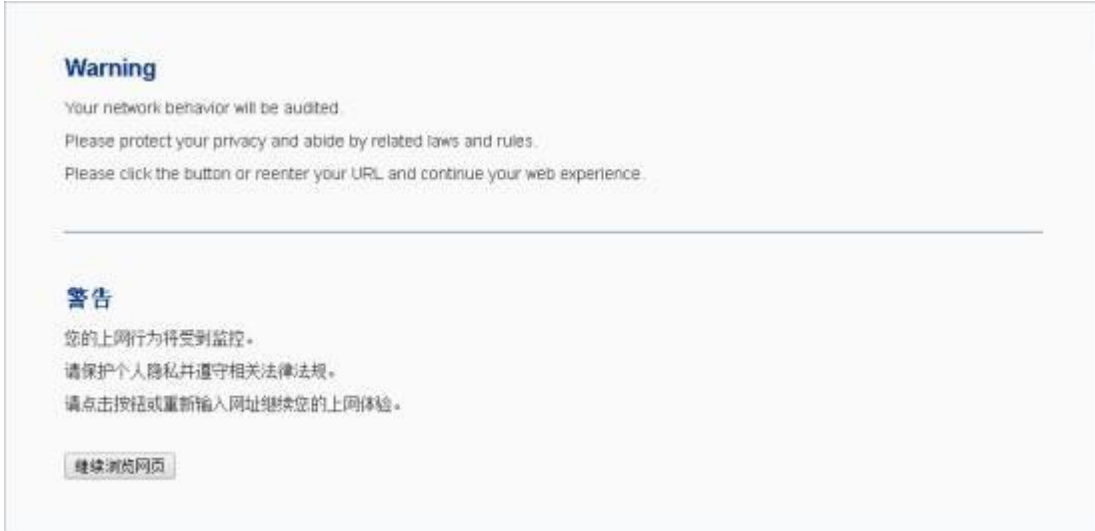 Warning
Your network behavior will be audited.
Please protect your privacy and abide by related laws and rules.
Please click the button or reenter your URL and continue your web experience.
警告
您的上网行为将受到监控。
请保护个人隐私并遵守相关法律法规。
请点击按钮或重新输入网址继续您的上网体验。
继续浏览网页